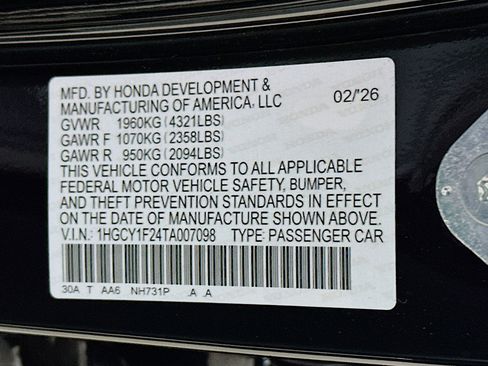 MFD. BY HONDA DEVELOPMENT &
MANUFACTURING OF AMERICA, LLC 02/'26
GVWR 1960KG(4321LBS)
GAWR F 1070KG(2358LBS)
GAWR R 950KG(2094LBS)
THIS VEHICLE CONFORMS TO ALL APPLICABLE
FEDERAL MOTOR VEHICLE SAFETY, BUMPER,
AND THEFT PREVENTION STANDARDS IN EFFECT
ON THE DATE OF MANUFACTURE SHOWN ABOVE.
V.I.N.: 1HGCY1F24TA007098 TYPE: PASSENGER CAR
30A T AA6 NH731P .A .A